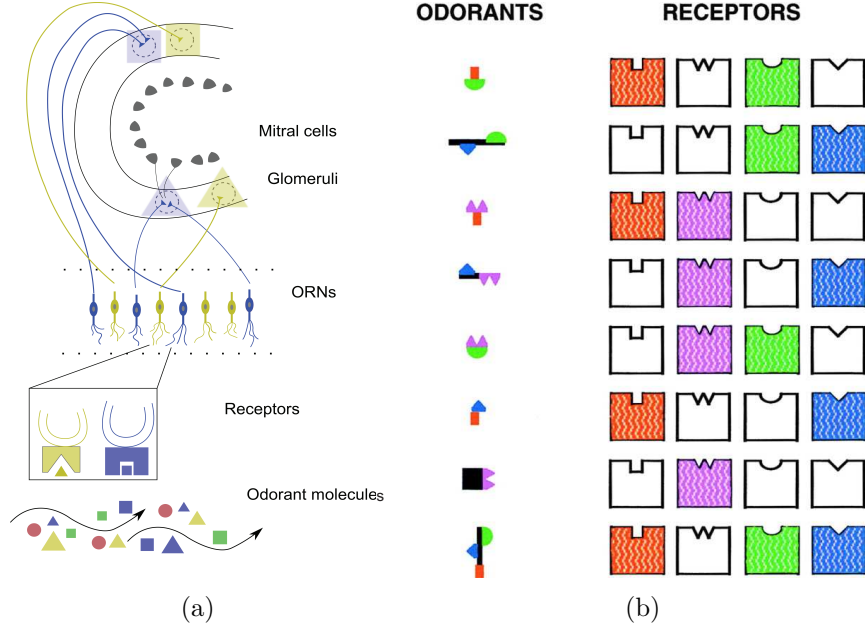 Mitral cells
Glomeruli
ORNs
Receptors
Odorant molecules
(a)
ODORANTS RECEPTORS
(b)